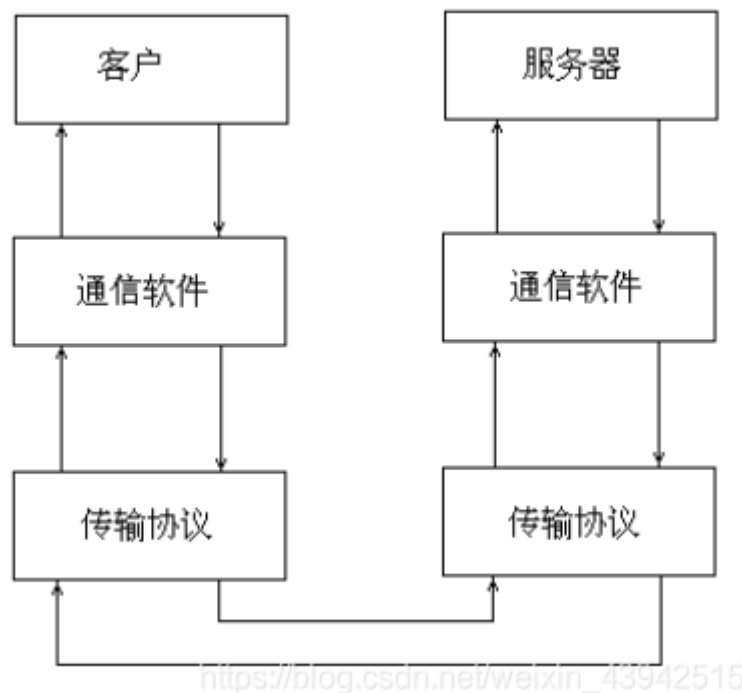 客户
服务器
通信软件
通信软件
传输协议
传输协议
https://blog.csdn.net/weixin_43942515